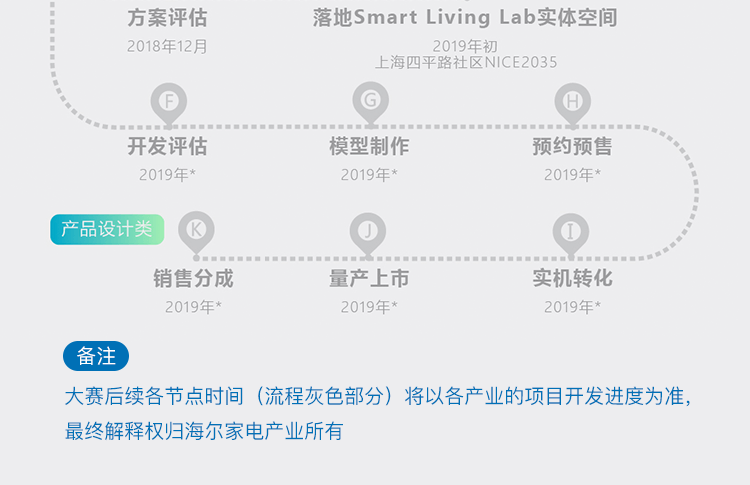 方案评估
落地Smart Living Lab实体空间
2018年12月
2019年初
上海四平路社区NICE2035
F
G
H
开发评估
模型制作
预约预售
2019年*
2019年*
2019年*
产品设计类
K
J
I
销售分成
量产上市
实机转化
2019年*
2019年*
2019年*
备注
大赛后续各节点时间（流程灰色部分）将以各产业的项目开发进度为准，
最终解释权归海尔家电产业所有